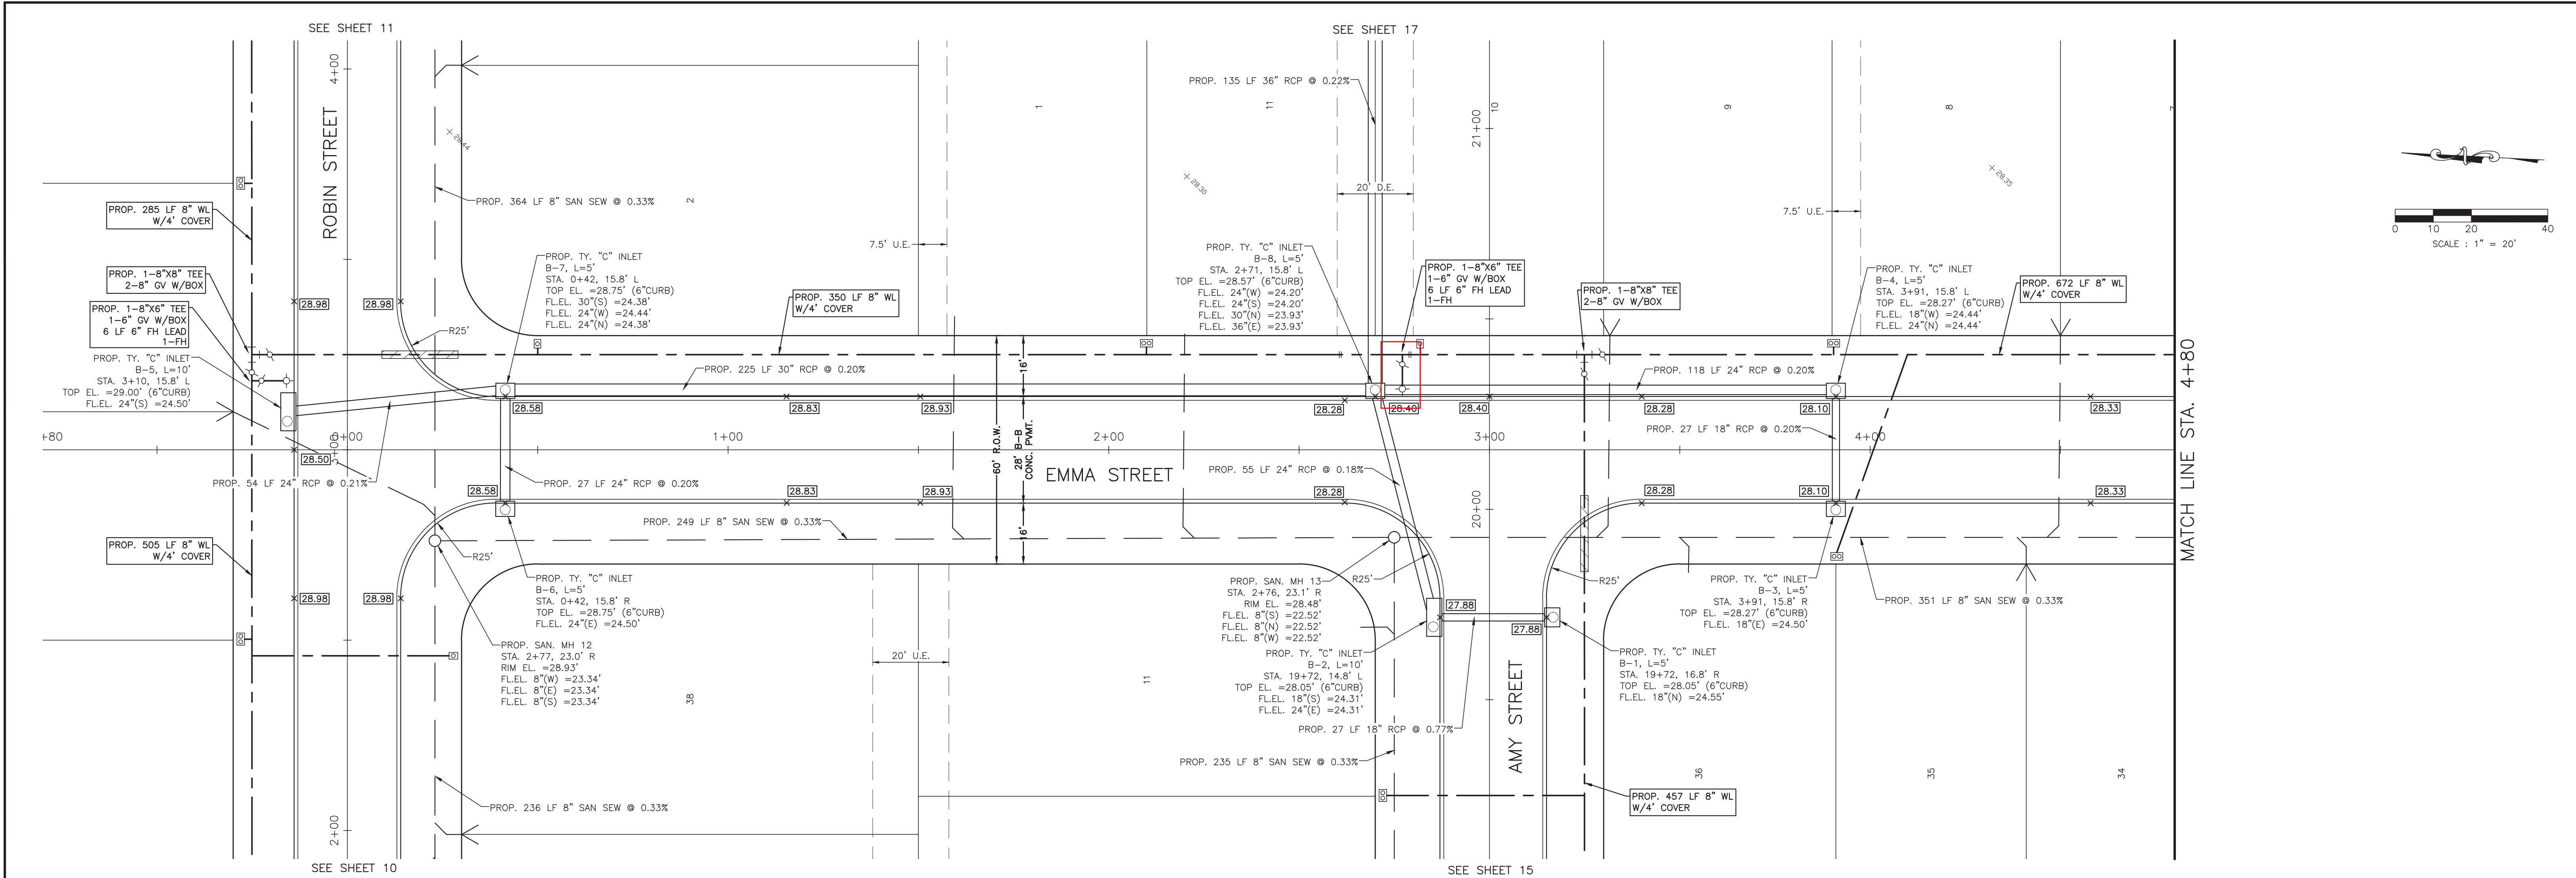 SEE SHEET 11
SEE SHEET 17
ROBIN STREET
4+00
28.44
PROP. 285 LF 8" WL
W/4' COVER
PROP. 1-8"X8" TEE
2-8" GV W/BOX
PROP. 1-8"X6" TEE
1-6" GV W/BOX
6 LF 6" FH LEAD
1-FH
PROP. TY. "C" INLET
B-5, L=10'
STA. 3+10, 15.8' L
TOP EL. =29.00' (6"CURB)
FL.EL. 24"(S) =24.50'
28.98
28.98
R25'
PROP. 364 LF 8" SAN SEW @ 0.33%
2
PROP. TY. "C" INLET
B-7, L=5'
STA. 0+42, 15.8' L
TOP EL. =28.75' (6"CURB)
FL.EL. 30"(S) =24.38'
FL.EL. 24"(W) =24.44'
FL.EL. 24"(N) =24.38'
7.5' U.E.
PROP. 350 LF 8" WL
W/4' COVER
1
11
28.30
PROP. 135 LF 36" RCP @ 0.22%
20' D.E.
PROP. TY. "C" INLET
B-8, L=5'
STA. 2+71, 15.8' L
TOP EL. =28.57' (6"CURB)
FL.EL. 24"(W) =24.20'
FL.EL. 24"(S) =24.20'
FL.EL. 30"(N) =23.93'
FL.EL. 36"(E) =23.93'
PROP. 1-8"X6" TEE
1-6" GV W/BOX
6 LF 6" FH LEAD
1-FH
21+00
10
PROP. 1-8"X8" TEE
2-8" GV W/BOX
9
7.5' U.E.
8
28.35
7
PROP. TY. "C" INLET
B-4, L=5'
STA. 3+91, 15.8' L
TOP EL. =28.27' (6"CURB)
FL.EL. 18"(W) =24.44'
FL.EL. 24"(N) =24.44'
PROP. 672 LF 8" WL
W/4' COVER
0 10 20 40
SCALE : 1" = 20'
16'
PROP. 225 LF 30" RCP @ 0.20%
PROP. 118 LF 24" RCP @ 0.20%
28.58
28.83
28.93
28.28
28.40
28.40
28.28
28.10
28.33
+80
0+00
5+00
1+00
2+00
3+00
4+00
28.50
PROP. 54 LF 24" RCP @ 0.21%
PROP. 27 LF 24" RCP @ 0.20%
60' R.O.W.
28' B-B
CONC. PVMT.
EMMA STREET
PROP. 55 LF 24" RCP @ 0.18%
PROP. 27 LF 18" RCP @ 0.20%
MATCH LINE STA. 4+80
28.58
28.83
28.93
28.28
28.28
28.10
28.33
PROP. 249 LF 8" SAN SEW @ 0.33%
16'
20+00
PROP. 505 LF 8" WL
W/4' COVER
R25'
28.98
28.98
PROP. TY. "C" INLET
B-6, L=5'
STA. 0+42, 15.8' R
TOP EL. =28.75' (6"CURB)
FL.EL. 24"(E) =24.50'
PROP. SAN. MH 12
STA. 2+77, 23.0' R
RIM EL. =28.93'
FL.EL. 8"(W) =23.34'
FL.EL. 8"(E) =23.34'
FL.EL. 8"(S) =23.34'
38
20' U.E.
11
PROP. SAN. MH 13
STA. 2+76, 23.1' R
RIM EL. =28.48'
FL.EL. 8"(S) =22.52'
FL.EL. 8"(N) =22.52'
FL.EL. 8"(W) =22.52'
R25'
R25'
27.88
27.88
PROP. TY. "C" INLET
B-2, L=10'
STA. 19+72, 14.8' L
TOP EL. =28.05' (6"CURB)
FL.EL. 18"(S) =24.31'
FL.EL. 24"(E) =24.31'
PROP. 27 LF 18" RCP @ 0.77%
PROP. 235 LF 8" SAN SEW @ 0.33%
AMY STREET
PROP. TY. "C" INLET
B-1, L=5'
STA. 19+72, 16.8' R
TOP EL. =28.05' (6"CURB)
FL.EL. 18"(N) =24.55'
PROP. TY. "C" INLET
B-3, L=5'
STA. 3+91, 15.8' R
TOP EL. =28.27' (6"CURB)
FL.EL. 18"(E) =24.50'
PROP. 351 LF 8" SAN SEW @ 0.33%
36
35
34
PROP. 457 LF 8" WL
W/4' COVER
PROP. 236 LF 8" SAN SEW @ 0.33%
2+00
SEE SHEET 10
SEE SHEET 15